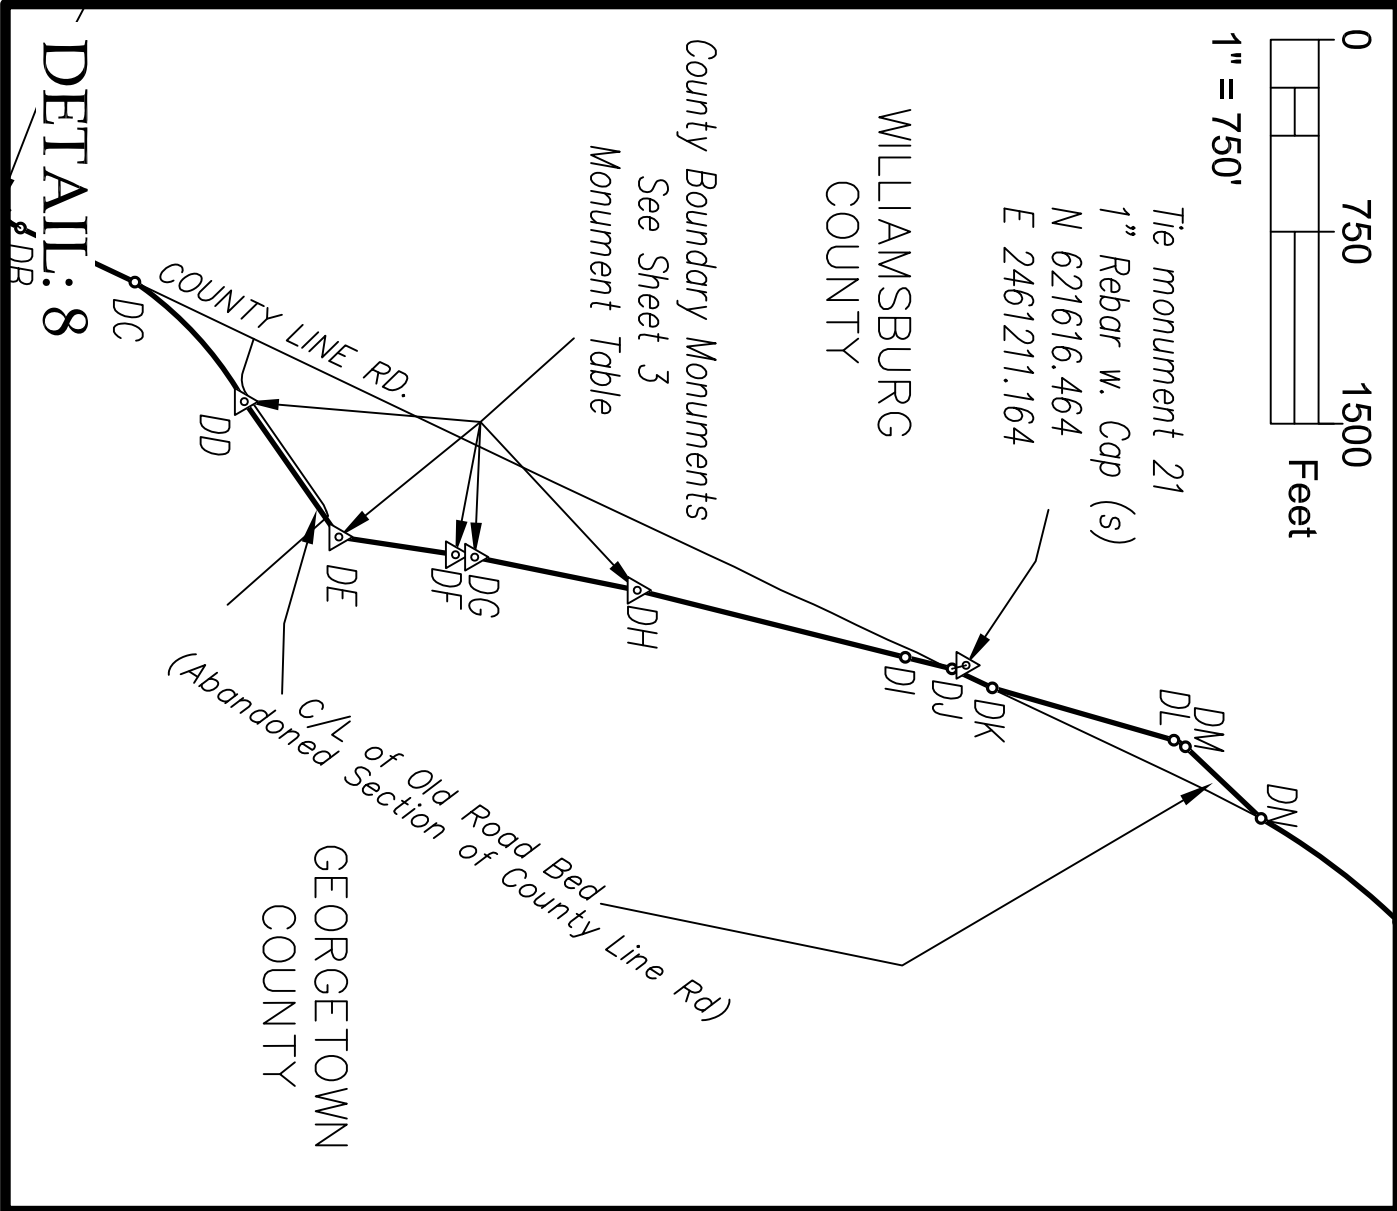 0 750 1500
Feet
1" = 750'
Tie monument 21
1” Rebar w. Cap (s)
N 621616.464
E 2461211.164
WILLIAMSBURG
COUNTY
County Boundary Monuments
See Sheet 3
Monument Table
COUNTY LINE RD.
DETAIL: 8
DB
DC
DD
DE
DF
DG
DH
DI
DJ
DK
DL
DM
DN
C/L of Old Road Bed
(Abandoned Section of County Line Rd)
GEORGETOWN
COUNTY